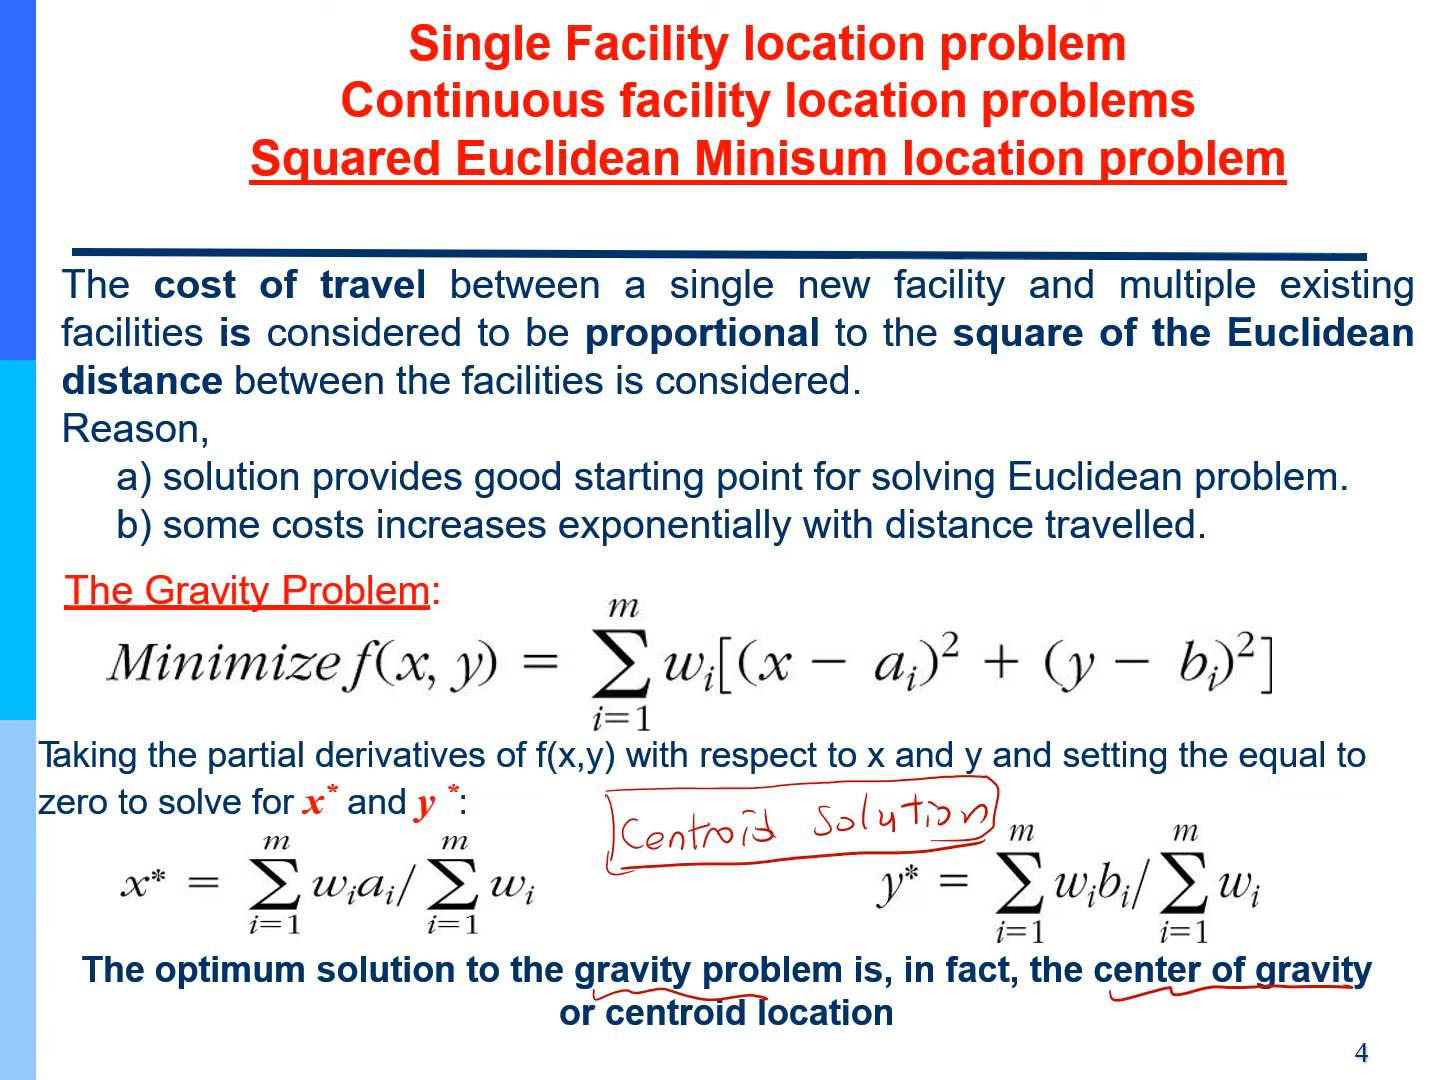 Single Facility location problem
Continuous facility location problems
Squared Euclidean Minisum location problem
The cost of travel between a single new facility and multiple existing
facilities is considered to be proportional to the square of the Euclidean
distance between the facilities is considered.
Reason,
a) solution provides good starting point for solving Euclidean problem.
b) some costs increases exponentially with distance travelled.
The Gravity Problem:
Minimize f(x, y) = \sum_{i=1}^{m} w_i[(x − a_i)^2 + (y − b_i)^2]
Taking the partial derivatives of f(x,y) with respect to x and y and setting the equal to
zero to solve for x* and y *:
Centroid Solution
x* = \sum_{i=1}^{m} w_i a_i / \sum_{i=1}^{m} w_i
y* = \sum_{i=1}^{m} w_i b_i / \sum_{i=1}^{m} w_i
The optimum solution to the gravity problem is, in fact, the center of gravity
or centroid location
4